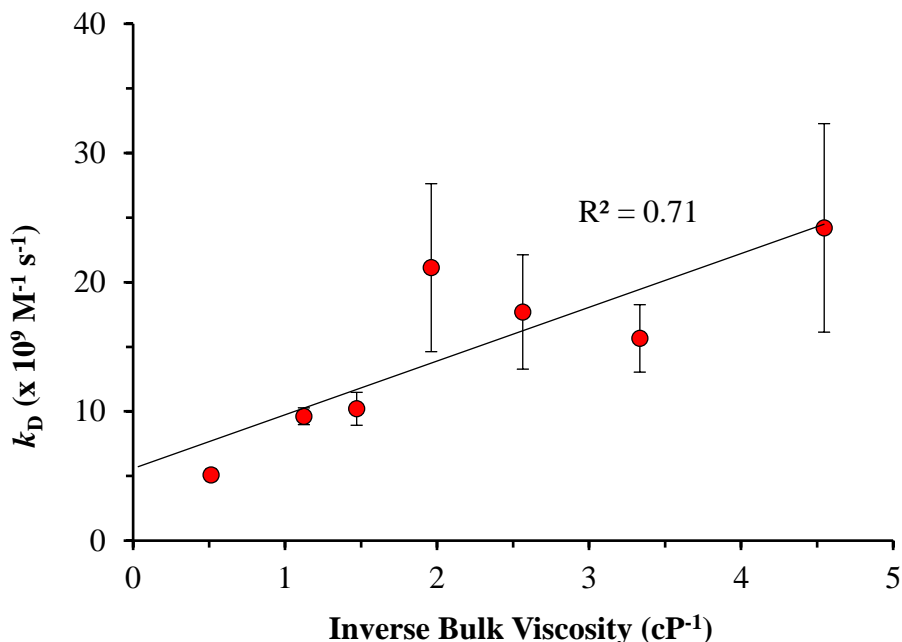 40
30
20
10
0
k_D (x 10⁹ M⁻¹ s⁻¹)
R² = 0.71
0 1 2 3 4 5
Inverse Bulk Viscosity (cP⁻¹)